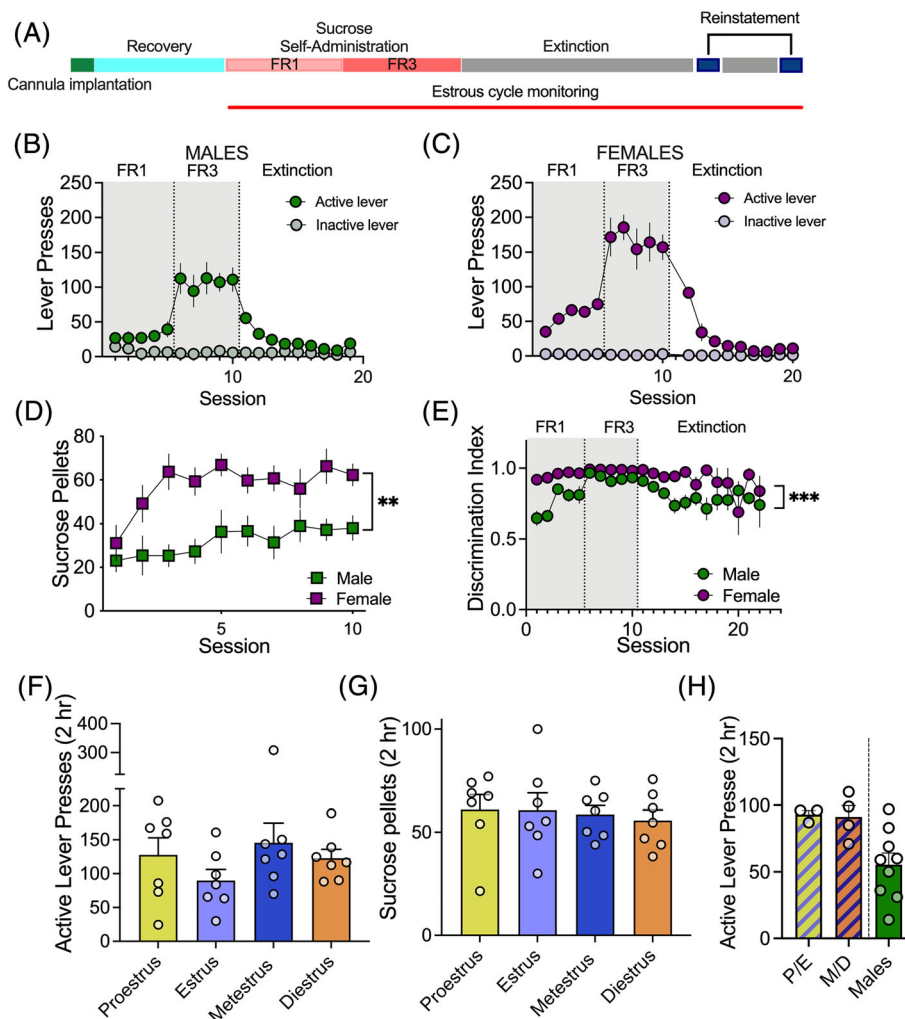 (A)
Sucrose
Reinstatement
Recovery
Self-Administration
Extinction
FR1
FR3
Cannula implantation
Estrous cycle monitoring
(B)
MALES
FR1
FR3
Extinction
250
200
150
100
50
0
Lever Presses
Active lever
Inactive lever
0
10
20
Session
(C)
FEMALES
FR1
FR3
Extinction
250
200
150
100
50
0
Lever Presses
Active lever
Inactive lever
0
10
20
Session
(D)
80
60
40
20
0
Sucrose Pellets
**
Male
Female
5
10
Session
(E)
FR1
FR3
Extinction
1.0
0.5
0.0
Discrimination Index
***
Male
Female
0
10
20
Session
(F)
400
300
200
150
100
50
0
Active Lever Presses (2 hr)
Proestrus
Estrus
Metestrus
Diestrus
(G)
100
50
0
Sucrose pellets (2 hr)
Proestrus
Estrus
Metestrus
Diestrus
(H)
150
100
50
0
Active Lever Presse (2 hr)
P/E
M/D
Males